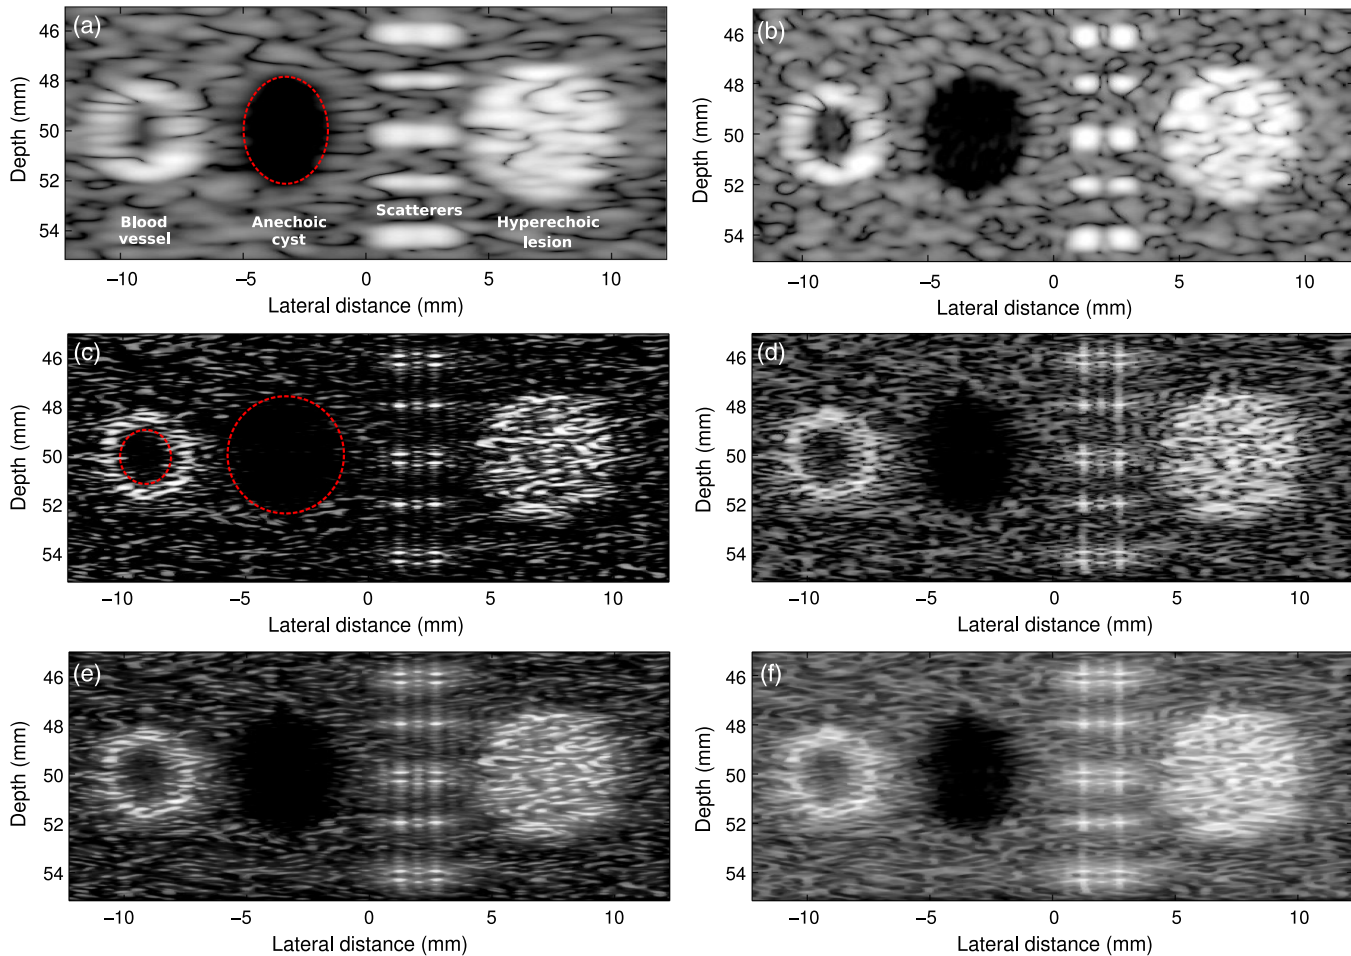 (a)
46
48
50
52
54
Depth (mm)
Blood
vessel
Anechoic
cyst
Scatterers
Hyperechoic
lesion
−10
−5
0
5
10
Lateral distance (mm)
(b)
46
48
50
52
54
Depth (mm)
−10
−5
0
5
10
Lateral distance (mm)
(c)
46
48
50
52
54
Depth (mm)
−10
−5
0
5
10
Lateral distance (mm)
(d)
46
48
50
52
54
Depth (mm)
−10
−5
0
5
10
Lateral distance (mm)
(e)
46
48
50
52
54
Depth (mm)
−10
−5
0
5
10
Lateral distance (mm)
(f)
46
48
50
52
54
Depth (mm)
−10
−5
0
5
10
Lateral distance (mm)